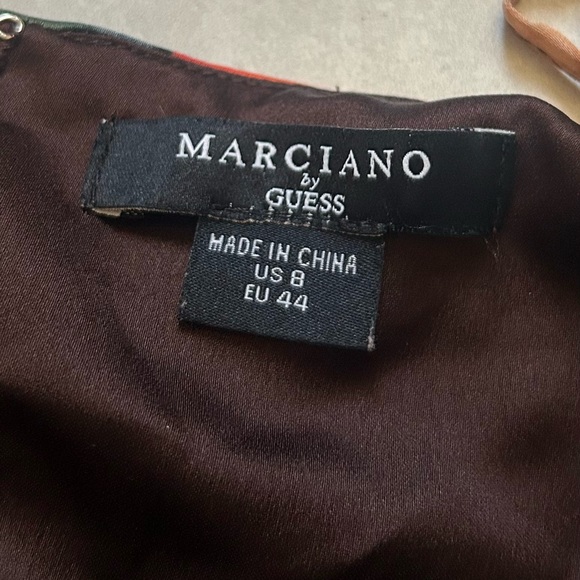 MARCIANO
by
GUESS
MADE IN CHINA
US 8
EU 44